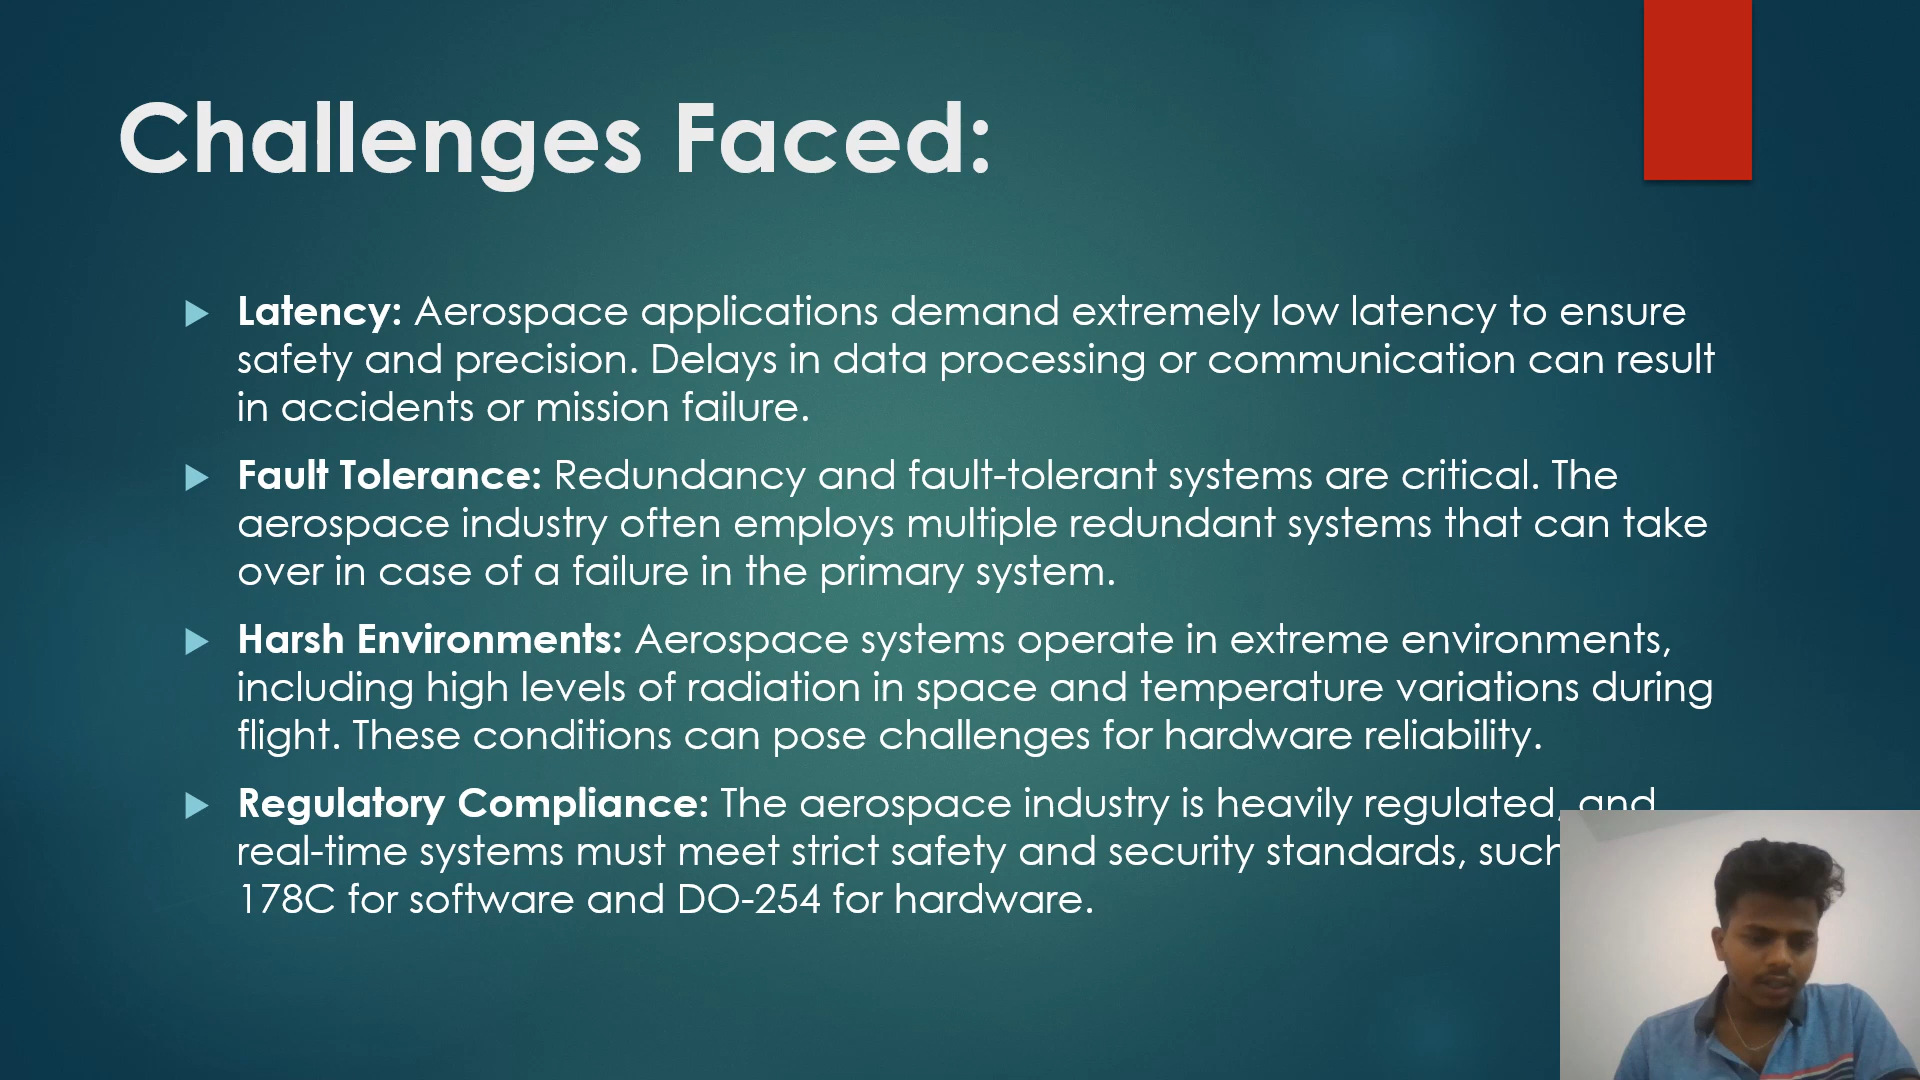 Challenges Faced:
Latency: Aerospace applications demand extremely low latency to ensure
safety and precision. Delays in data processing or communication can result
in accidents or mission failure.
Fault Tolerance: Redundancy and fault-tolerant systems are critical. The
aerospace industry often employs multiple redundant systems that can take
over in case of a failure in the primary system.
Harsh Environments: Aerospace systems operate in extreme environments,
including high levels of radiation in space and temperature variations during
flight. These conditions can pose challenges for hardware reliability.
Regulatory Compliance: The aerospace industry is heavily regulated, and
real-time systems must meet strict safety and security standards, such
178C for software and DO-254 for hardware.